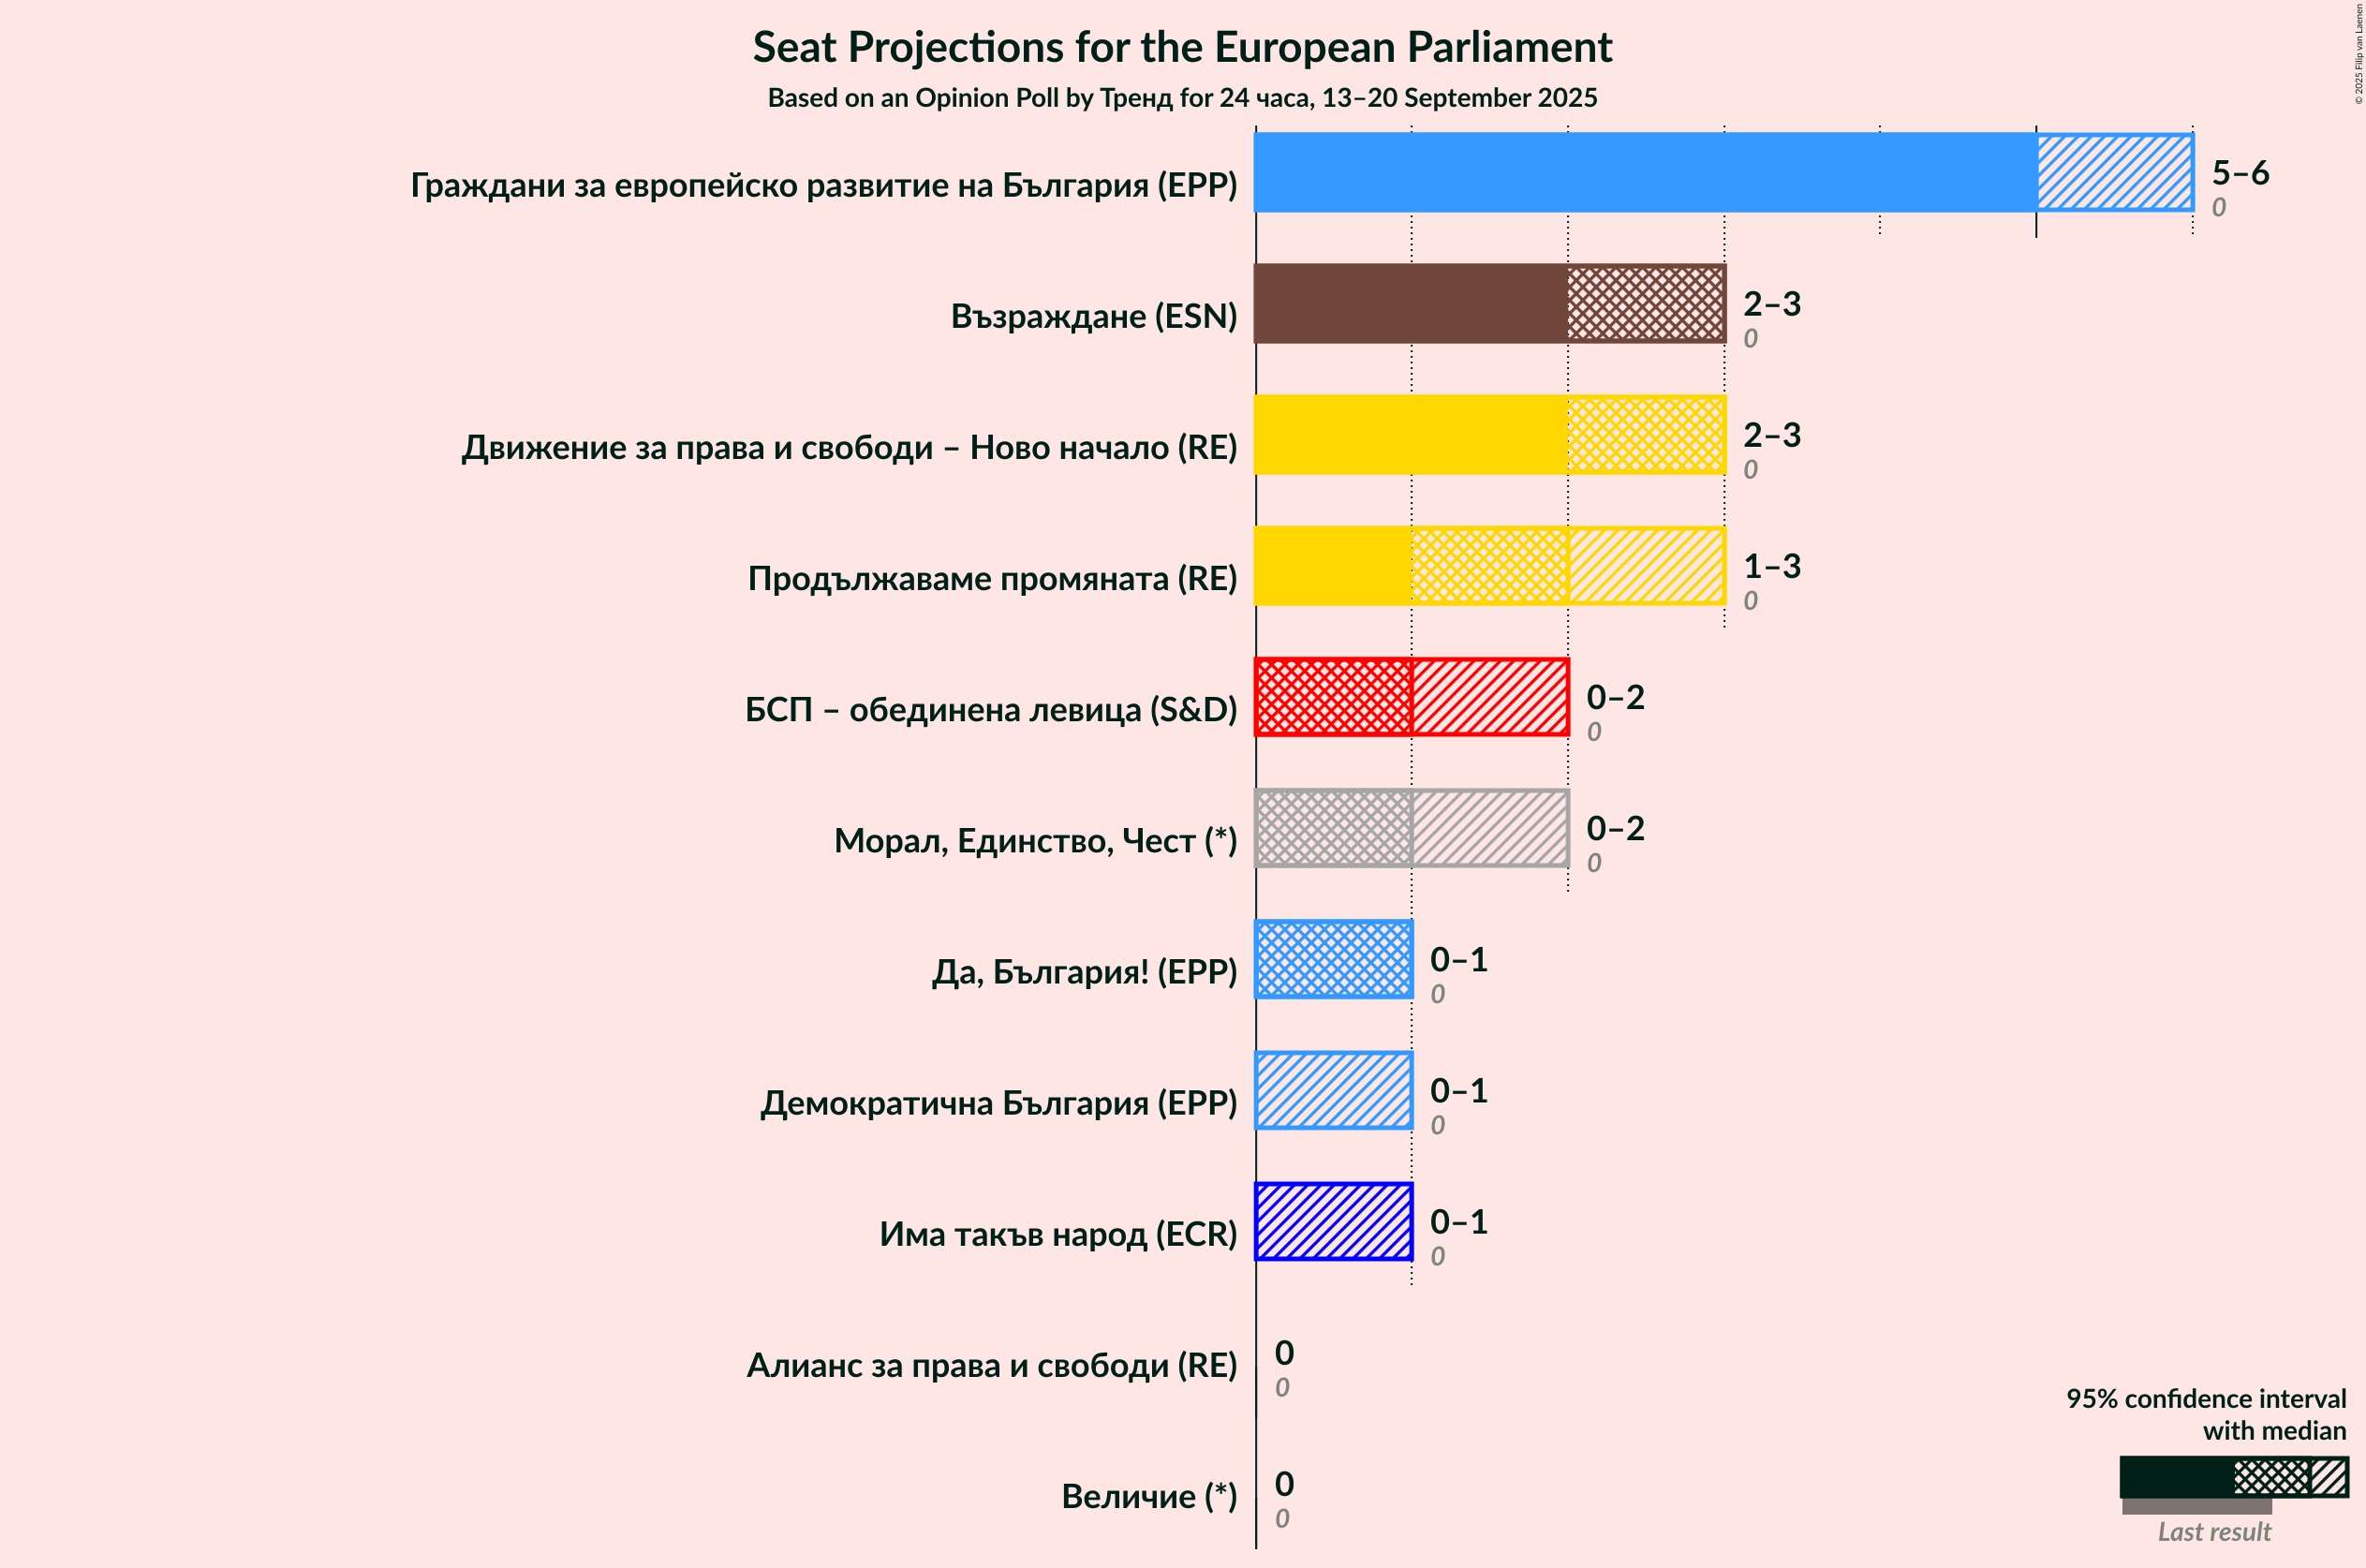 Seat Projections for the European Parliament
Based on an Opinion Poll by Тренд for 24 часа, 13–20 September 2025
© 2025 Filip van Laenen
Граждани за европейско развитие на България (EPP)
5–6
0
Възраждане (ESN)
2–3
0
Движение за права и свободи – Ново начало (RE)
2–3
0
Продължаваме промяната (RE)
1–3
0
БСП – обединена левица (S&D)
0–2
0
Морал, Единство, Чест (*)
0–2
0
Да, България! (EPP)
0–1
0
Демократична България (EPP)
0–1
0
Има такъв народ (ECR)
0–1
0
Алианс за права и свободи (RE)
0
0
Величие (*)
0
0
95% confidence interval
with median
Last result